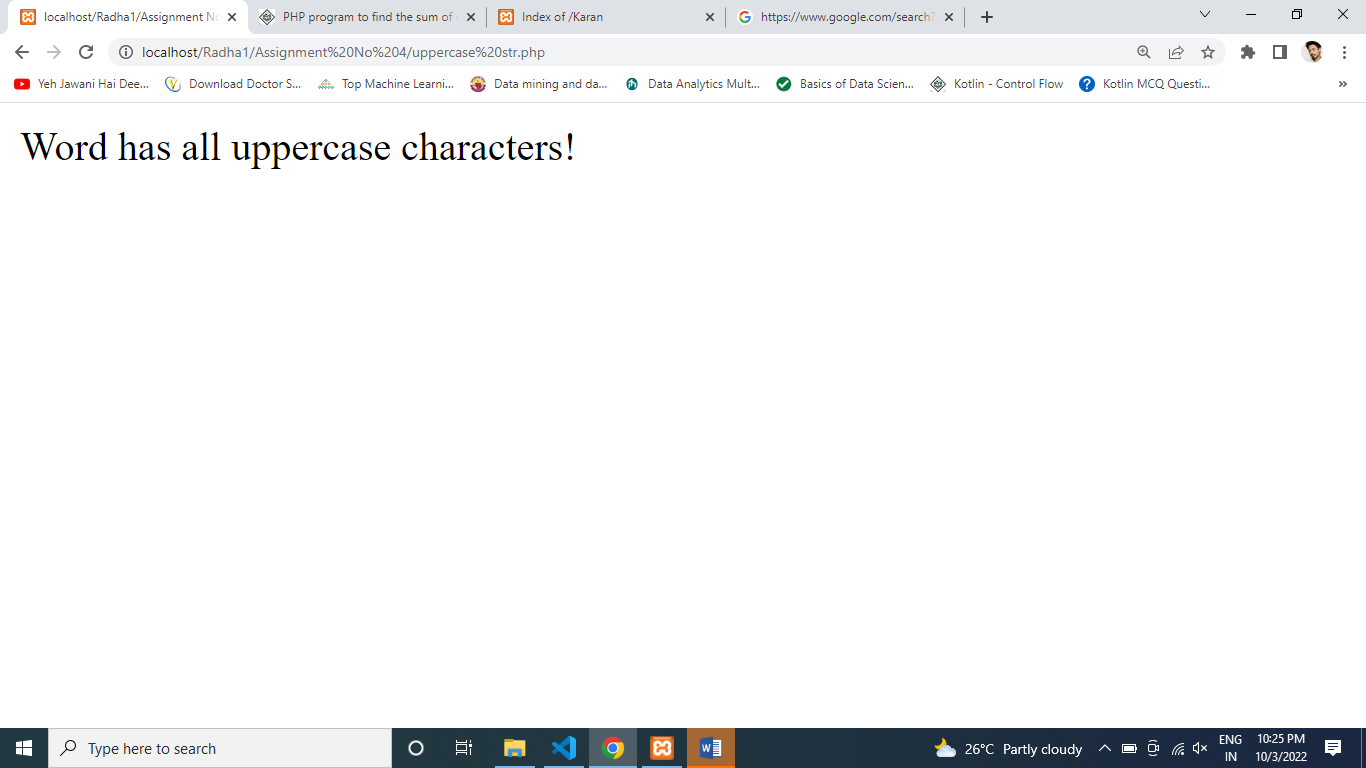 localhost/Radha1/Assignment No
PHP program to find the sum of
Index of /Karan
https://www.google.com/search?
localhost/Radha1/Assignment%20No%204/uppercase%20str.php
Yeh Jawani Hai Dee...
Download Doctor S...
Top Machine Learni...
Data mining and da...
Data Analytics Mult...
Basics of Data Scien...
Kotlin - Control Flow
Kotlin MCQ Questi...
Word has all uppercase characters!
Type here to search
26°C Partly cloudy
ENG
IN
10:25 PM
10/3/2022